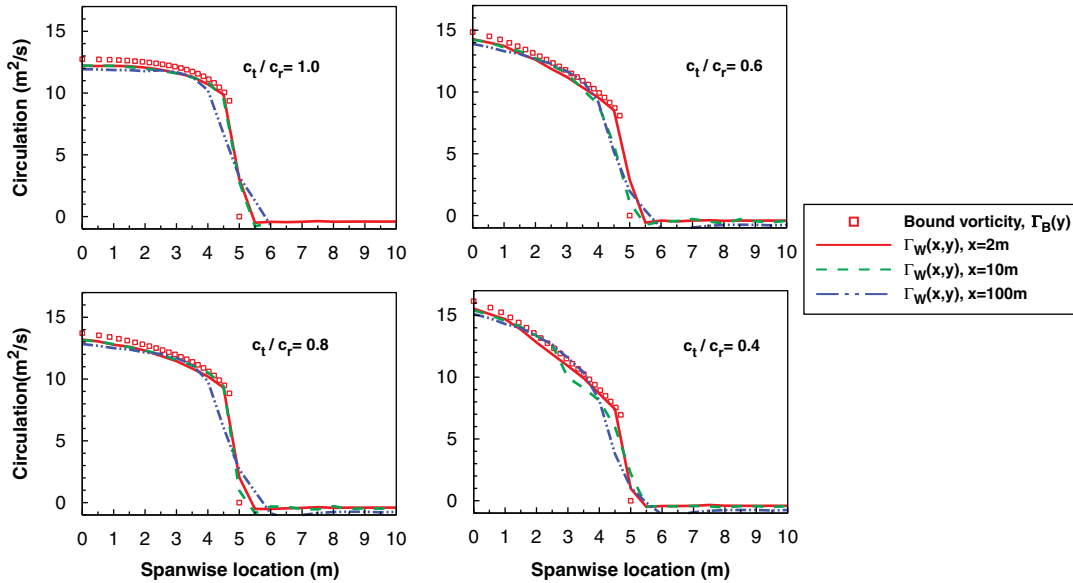 15
10
5
0
Circulation (m²/s)
c_t / c_r= 1.0
0 1 2 3 4 5 6 7 8 9 10
15
10
5
0
c_t / c_r= 0.6
0 1 2 3 4 5 6 7 8 9 10
Bound vorticity, Γ_B(y)
Γ_W(x,y), x=2m
Γ_W(x,y), x=10m
Γ_W(x,y), x=100m
15
10
5
0
Circulation(m²/s)
c_t / c_r= 0.8
0 1 2 3 4 5 6 7 8 9 10
Spanwise location (m)
15
10
5
0
c_t / c_r= 0.4
0 1 2 3 4 5 6 7 8 9 10
Spanwise location (m)